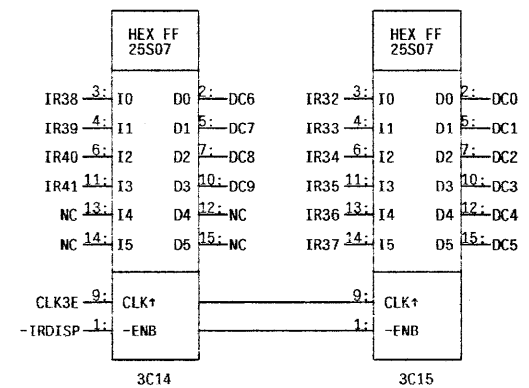 HEX FF
25S07
IR38 3: I0 D0 2: DC6
IR39 4: I1 D1 5: DC7
IR40 6: I2 D2 7: DC8
IR41 11: I3 D3 10: DC9
NC 13: I4 D4 12: NC
NC 14: I5 D5 15: NC
CLK3E 9: CLK↑
-IRDISP 1: -ENB
3C14
HEX FF
25S07
IR32 3: I0 D0 2: DC0
IR33 4: I1 D1 5: DC1
IR34 6: I2 D2 7: DC2
IR35 11: I3 D3 10: DC3
IR36 13: I4 D4 12: DC4
IR37 14: I5 D5 15: DC5
9: CLK↑
1: -ENB
3C15